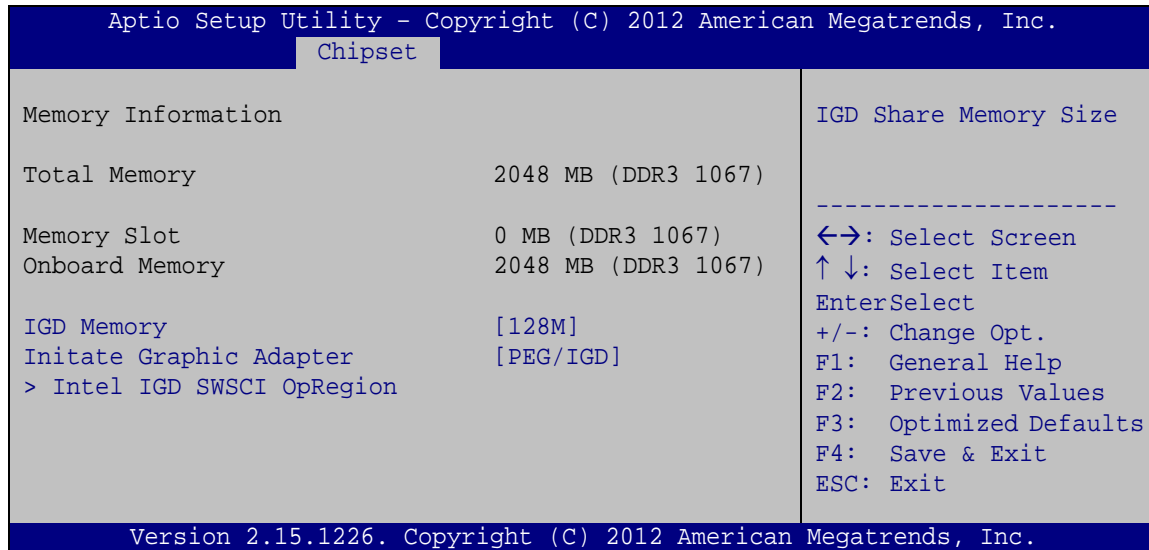 Aptio Setup Utility – Copyright (C) 2012 American Megatrends, Inc.
Chipset
Memory Information
Total Memory 2048 MB (DDR3 1067)
Memory Slot 0 MB (DDR3 1067)
Onboard Memory 2048 MB (DDR3 1067)
IGD Memory [128M]
Initate Graphic Adapter [PEG/IGD]
> Intel IGD SWSCI OpRegion
IGD Share Memory Size
-----------------------
←→: Select Screen
↑ ↓: Select Item
EnterSelect
+/-: Change Opt.
F1: General Help
F2: Previous Values
F3: Optimized Defaults
F4: Save & Exit
ESC: Exit
Version 2.15.1226. Copyright (C) 2012 American Megatrends, Inc.